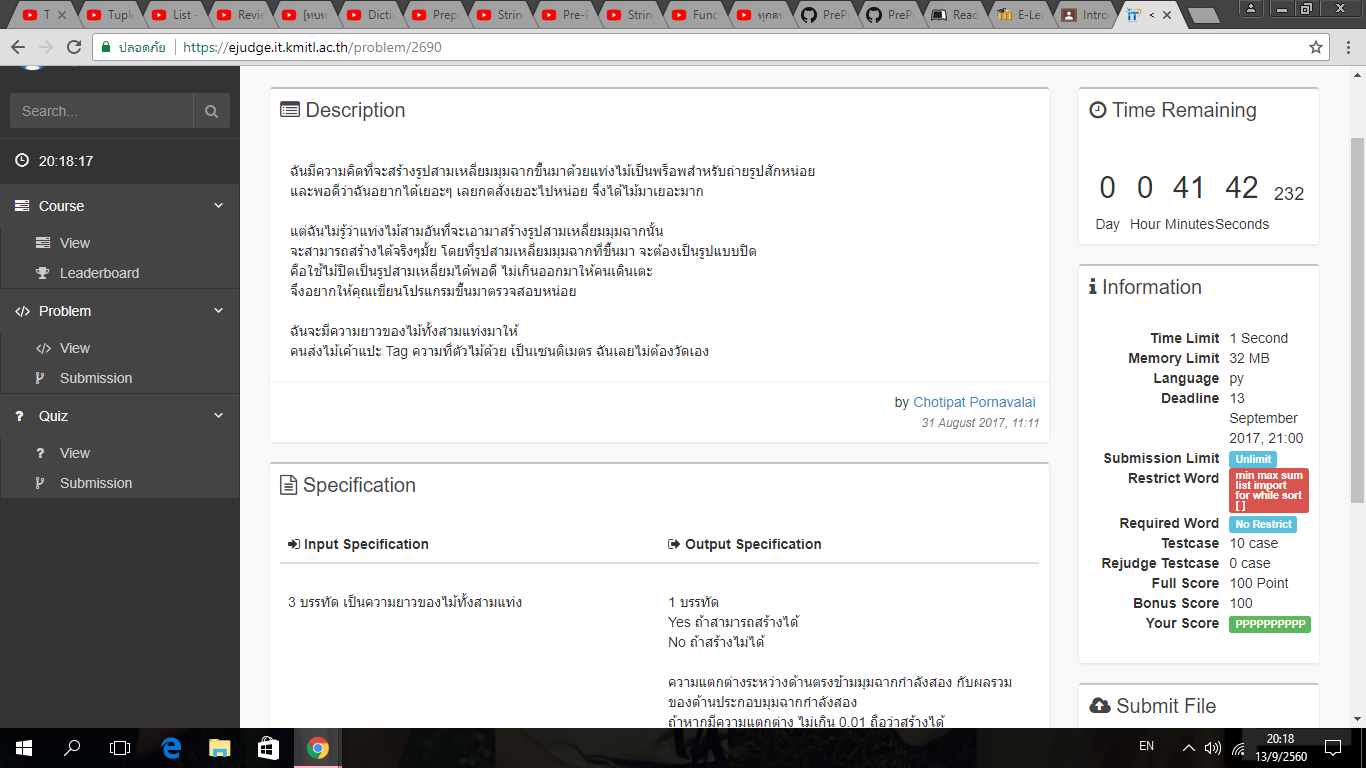 T
Tuple
List -
Revie
[ทบท
Dictio
Prep
String
Pre-F
String
Func
ทุกคน
PreP
PreP
Read
E-Lea
Intro
<
ปลอดภัย https://ejudge.it.kmitl.ac.th/problem/2690
Search...
20:18:17
Course
View
Leaderboard
Problem
View
Submission
Quiz
View
Submission
Description
ฉันมีความคิดที่จะสร้างรูปสามเหลี่ยมมุมฉากขึ้นมาด้วยแท่งไม้เป็นพร็อพสำหรับถ่ายรูปสักหน่อย
และพอดีว่าฉันอยากได้เยอะๆ เลยกดสั่งเยอะไปหน่อย จึงได้ไม้มาเยอะมาก
แต่ฉันไม่รู้ว่าแท่งไม้สามอันที่จะเอามาสร้างรูปสามเหลี่ยมมุมฉากนั้น
จะสามารถสร้างได้จริงๆมั้ย โดยที่รูปสามเหลี่ยมมุมฉากที่ขึ้นมา จะต้องเป็นรูปแบบปิด
คือใช้ไม้ปิดเป็นรูปสามเหลี่ยมได้พอดี ไม่เกินออกมาให้คนเดินเตะ
จึงอยากให้คุณเขียนโปรแกรมขึ้นมาตรวจสอบหน่อย
ฉันจะมีความยาวของไม้ทั้งสามแท่งมาให้
คนส่งไม้เค้าแปะ Tag ความที่ตัวไม้ด้วย เป็นเซนติเมตร ฉันเลยไม่ต้องวัดเอง
by Chotipat Pornavalai
31 August 2017, 11:11
Specification
Input Specification
3 บรรทัด เป็นความยาวของไม้ทั้งสามแท่ง
Output Specification
1 บรรทัด
Yes ถ้าสามารถสร้างได้
No ถ้าสร้างไม่ได้
ความแตกต่างระหว่างด้านตรงข้ามมุมฉากกำลังสอง กับผลรวม
ของด้านประกอบมุมฉากกำลังสอง
ถ้าหากมีความแตกต่าง ไม่เกิน 0.01 ถือว่าสร้างได้
Time Remaining
0 0 41 42 232
Day Hour Minutes Seconds
Information
Time Limit 1 Second
Memory Limit 32 MB
Language py
Deadline 13
September
2017, 21:00
Submission Limit Unlimit
Restrict Word min max sum
list import
for while sort
[ ]
Required Word No Restrict
Testcase 10 case
Rejudge Testcase 0 case
Full Score 100 Point
Bonus Score 100
Your Score PPPPPPPPPP
Submit File
EN
20:18
13/9/2560